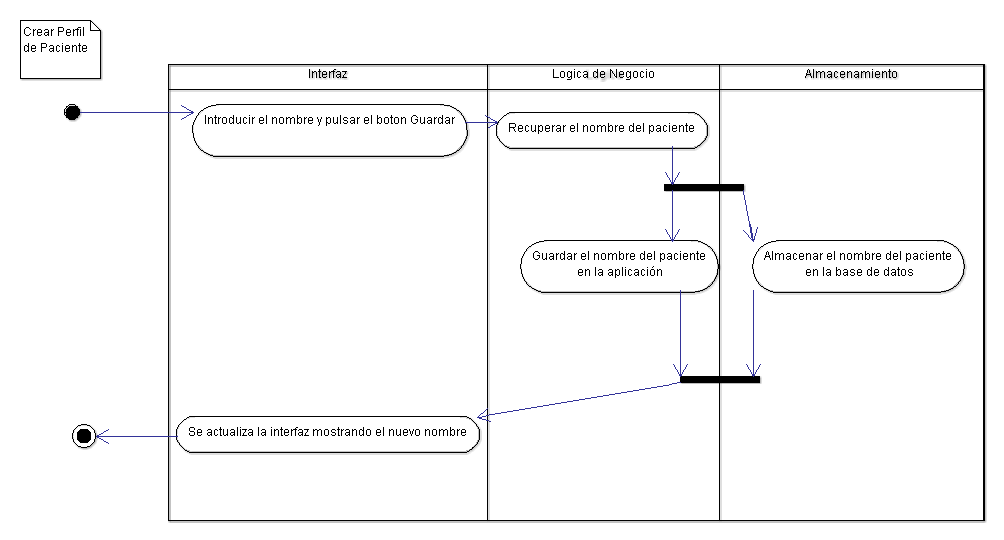 Crear Perfil
de Paciente
Interfaz
Logica de Negocio
Almacenamiento
Introducir el nombre y pulsar el boton Guardar
Recuperar el nombre del paciente
Guardar el nombre del paciente
en la aplicación
Almacenar el nombre del paciente
en la base de datos
Se actualiza la interfaz mostrando el nuevo nombre